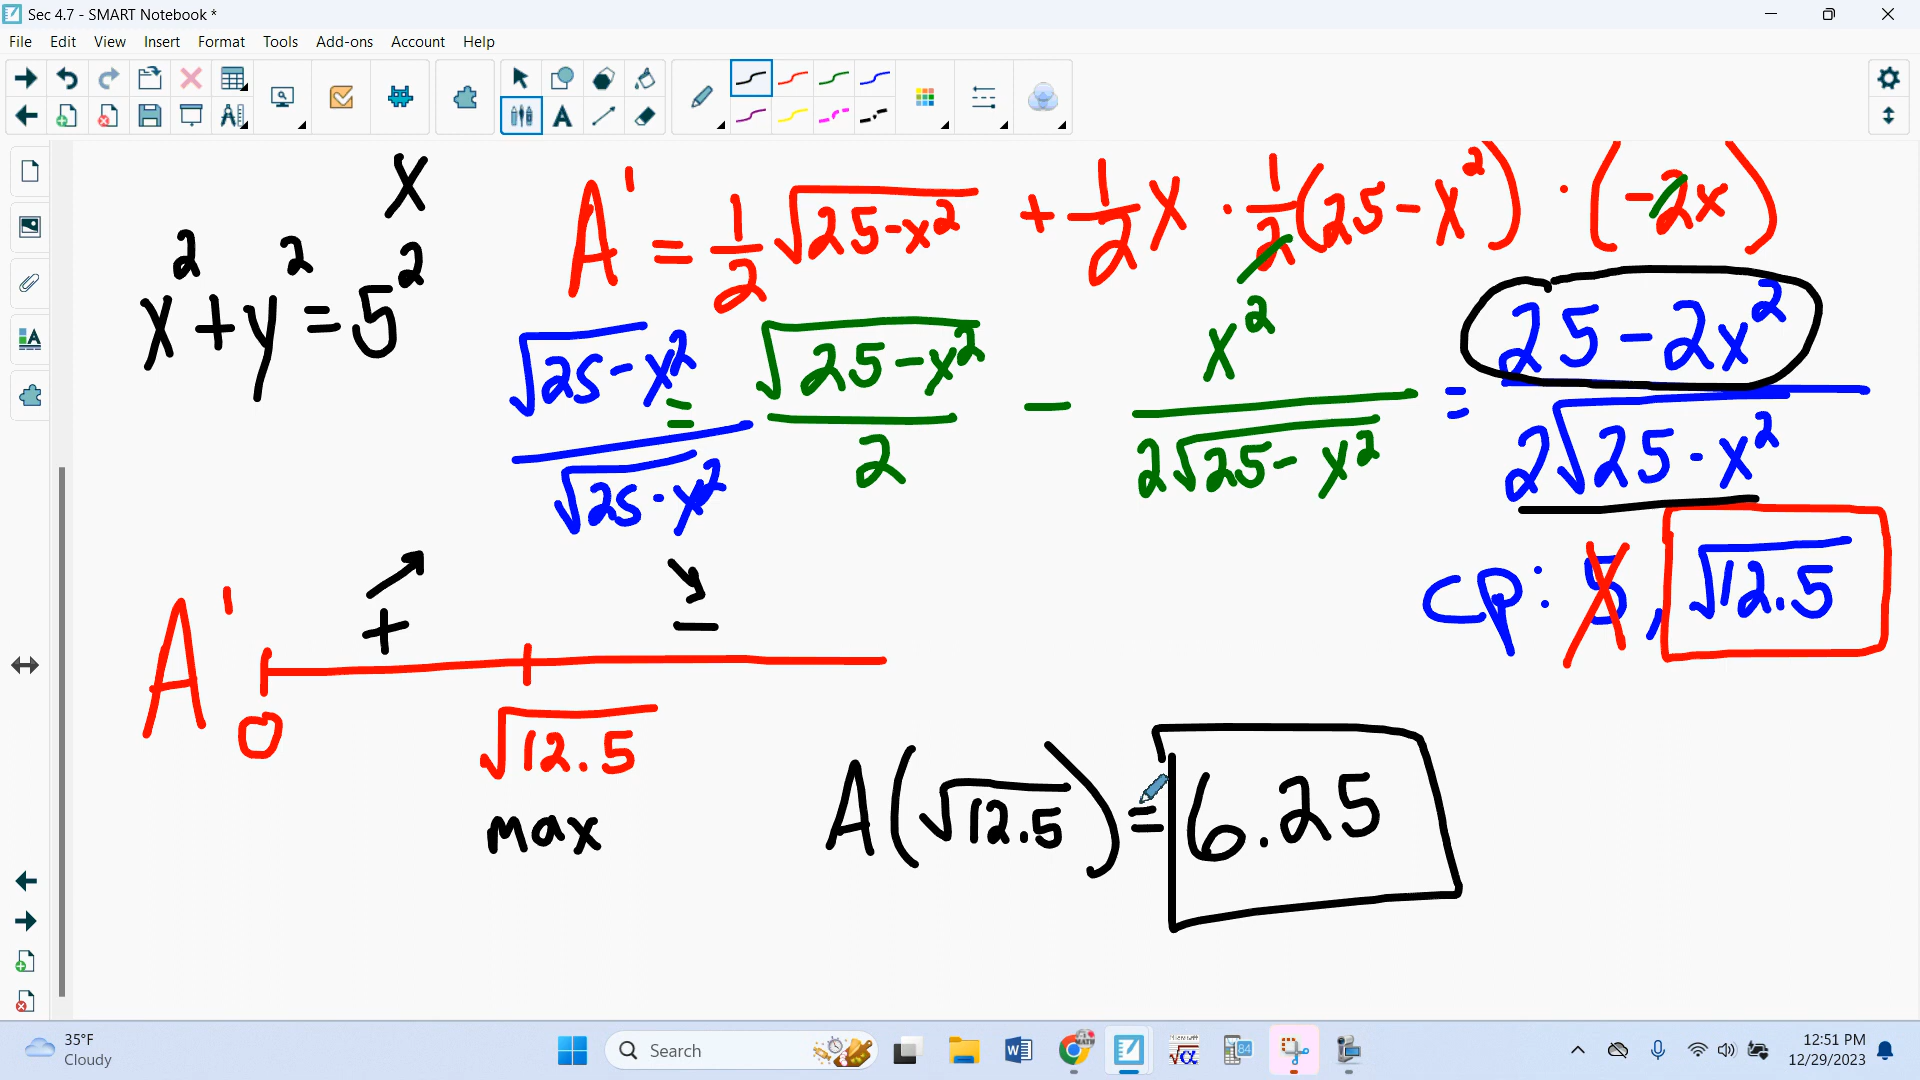 Sec 4.7 - SMART Notebook *
File Edit View Insert Format Tools Add-ons Account Help
x
A' = 1/2 √25-x² + 1/2 x · 1/2 (25-x²) · (-2x)
x² + y² = 5²
√25-x² / √25-x² = √25-x² / 2 - x² / 2√25-x² = 25-2x² / 2√25-x²
cp: 5, √12.5
A' + -
0 √12.5
max
A(√12.5) = 6.25
35°F
Cloudy
Search
12:51 PM
12/29/2023